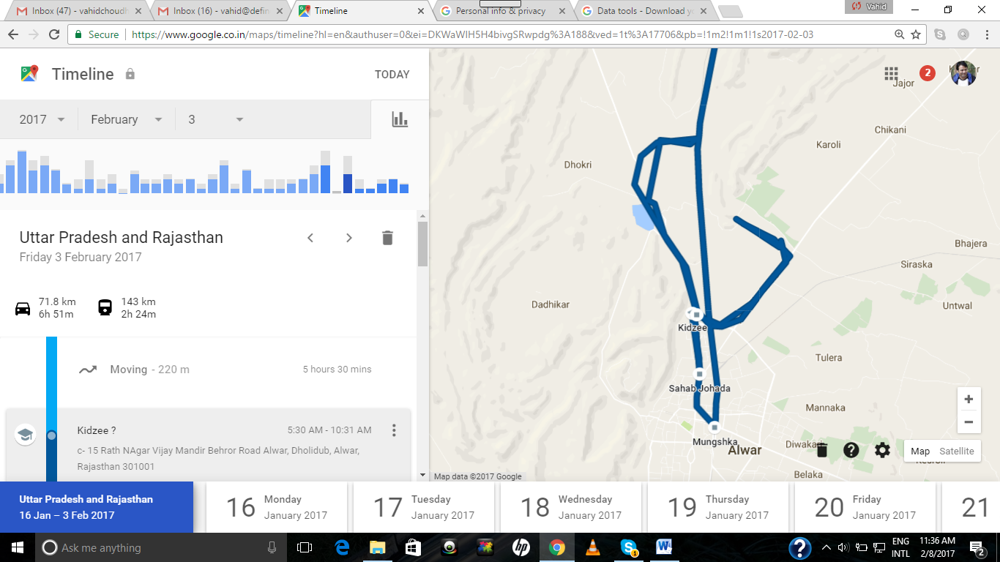 Inbox (47) - vahidchoudh
Inbox (16) - vahid@defin
Timeline
Personal info & privacy
Data tools - Download yo
Vahid
Secure
https://www.google.co.in/maps/timeline?hl=en&authuser=0&ei=DKWaWIH5H4bivgSRwpdg%3A188&ved=1t%3A17706&pb=!1m2!1m1!1s2017-02-03
Timeline
TODAY
2017
February
3
Uttar Pradesh and Rajasthan
Friday 3 February 2017
71.8 km
6h 51m
143 km
2h 24m
Moving - 220 m
5 hours 30 mins
Kidzee ?
5:30 AM - 10:31 AM
c- 15 Rath NAgar Vijay Mandir Behror Road Alwar, Dholidub, Alwar,
Rajasthan 301001
2
Jajor
Chikani
Karoli
Dhokri
Bhajera
Siraska
Untwal
Dadhikar
Kidzee
Tulera
Sahab Johada
Mannaka
Mungshka
Alwar
Diwakari
Belaka
Map
Satellite
Map data ©2017 Google
Uttar Pradesh and Rajasthan
16 Jan – 3 Feb 2017
16
Monday
January 2017
17
Tuesday
January 2017
18
Wednesday
January 2017
19
Thursday
January 2017
20
Friday
January 2017
21
Ask me anything
hp
1
ENG
INTL
11:36 AM
2/8/2017
2